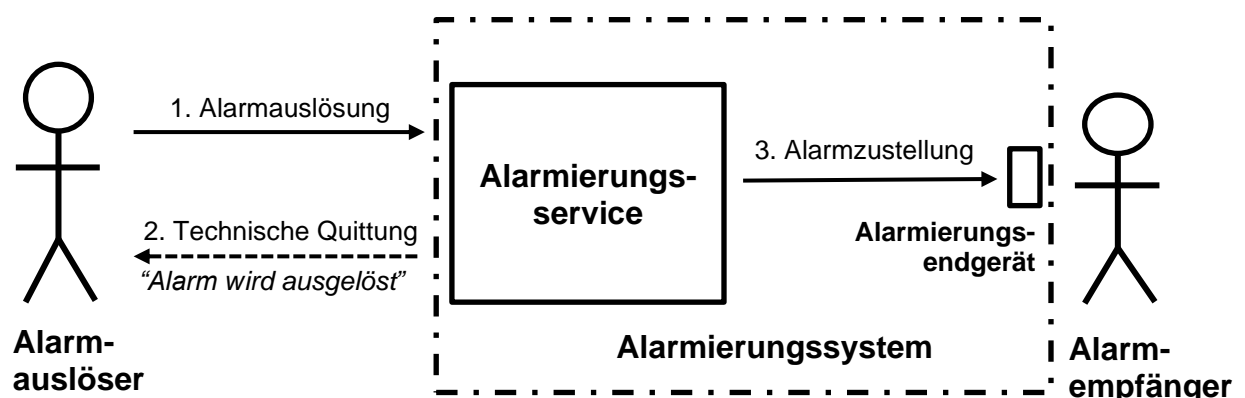 1. Alarmauslösung
2. Technische Quittung
“Alarm wird ausgelöst”
Alarm-
auslöser
Alarmierungs-
service
3. Alarmzustellung
Alarmierungs-
endgerät
Alarmierungssystem
Alarm-
empfänger